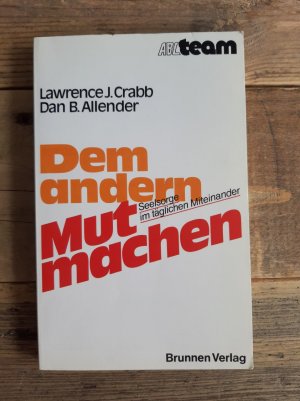 ABCteam
Lawrence J. Crabb
Dan B. Allender
Dem
andern
Seelsorge
im täglichen Miteinander
Mut
machen
Brunnen Verlag